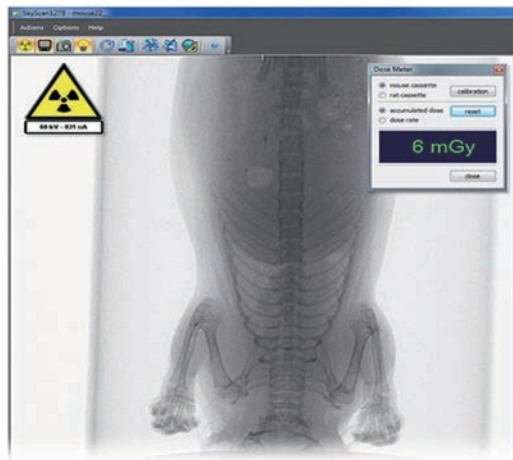 SkyScan1278 - mouse22
Actions Options Help
60 kV - 831 uA
Dose Meter
mouse cassette
rat cassette
calibration
accumulated dose
dose rate
reset
6 mGy
close